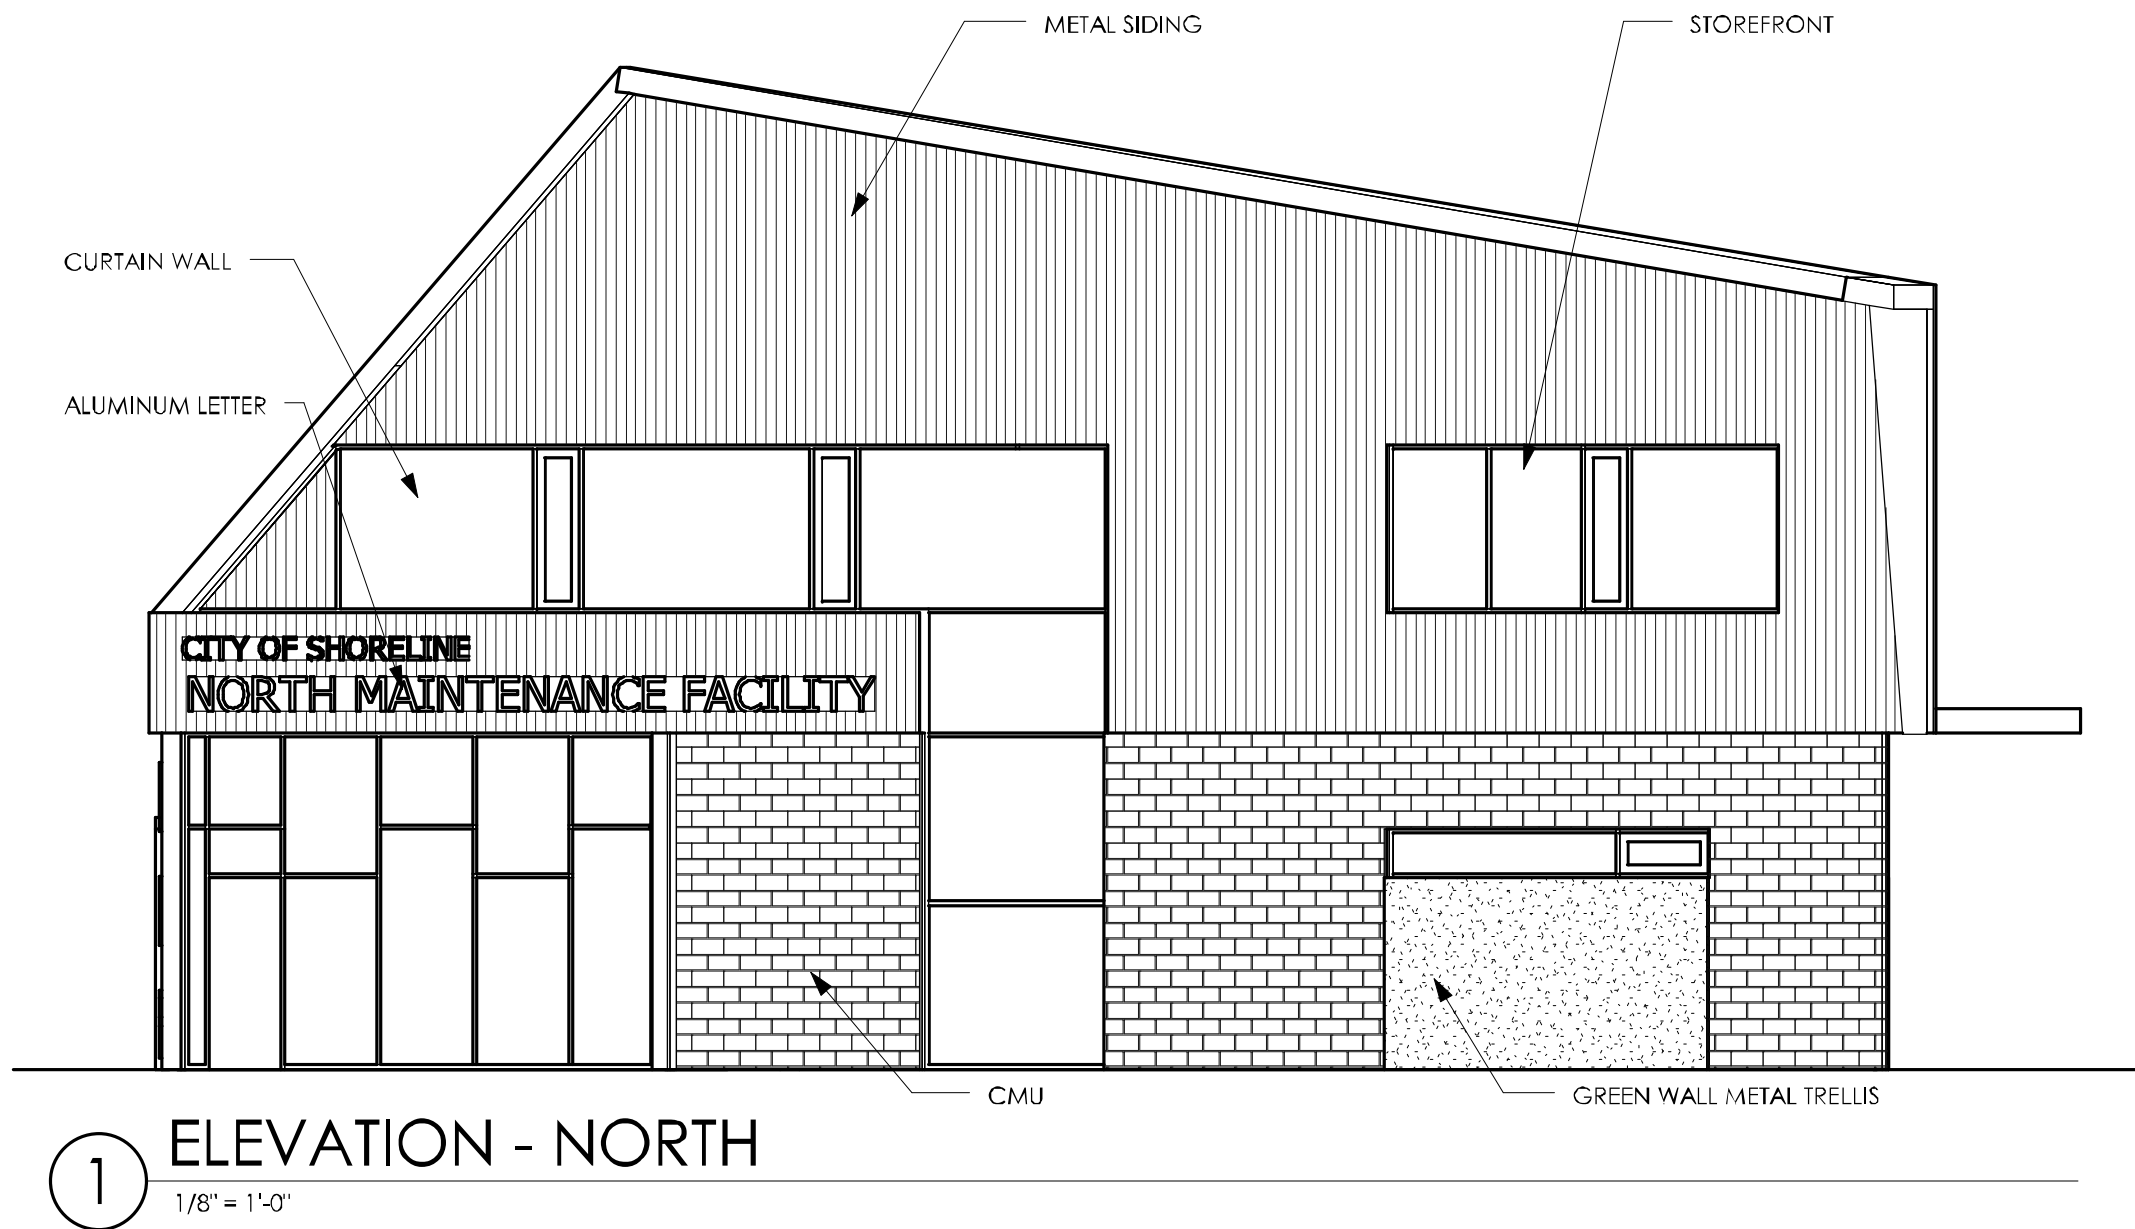 METAL SIDING
STOREFRONT
CURTAIN WALL
ALUMINUM LETTER
CITY OF SHORELINE
NORTH MAINTENANCE FACILITY
CMU
GREEN WALL METAL TRELLIS
ELEVATION - NORTH
1
1/8" = 1'-0"